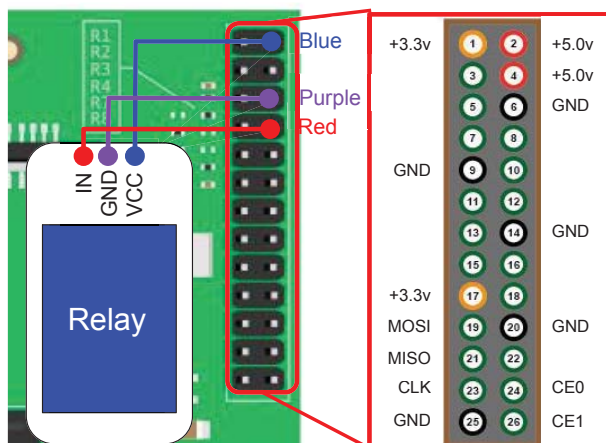 R1
R2
R3
R4
R7
Blue
Purple
Red
IN
GND
VCC
Relay
+3.3v 1 2 +5.0v
3 4 +5.0v
5 6 GND
7 8
GND 9 10
11 12
13 14 GND
15 16
+3.3v 17 18
MOSI 19 20 GND
MISO 21 22
CLK 23 24 CE0
GND 25 26 CE1